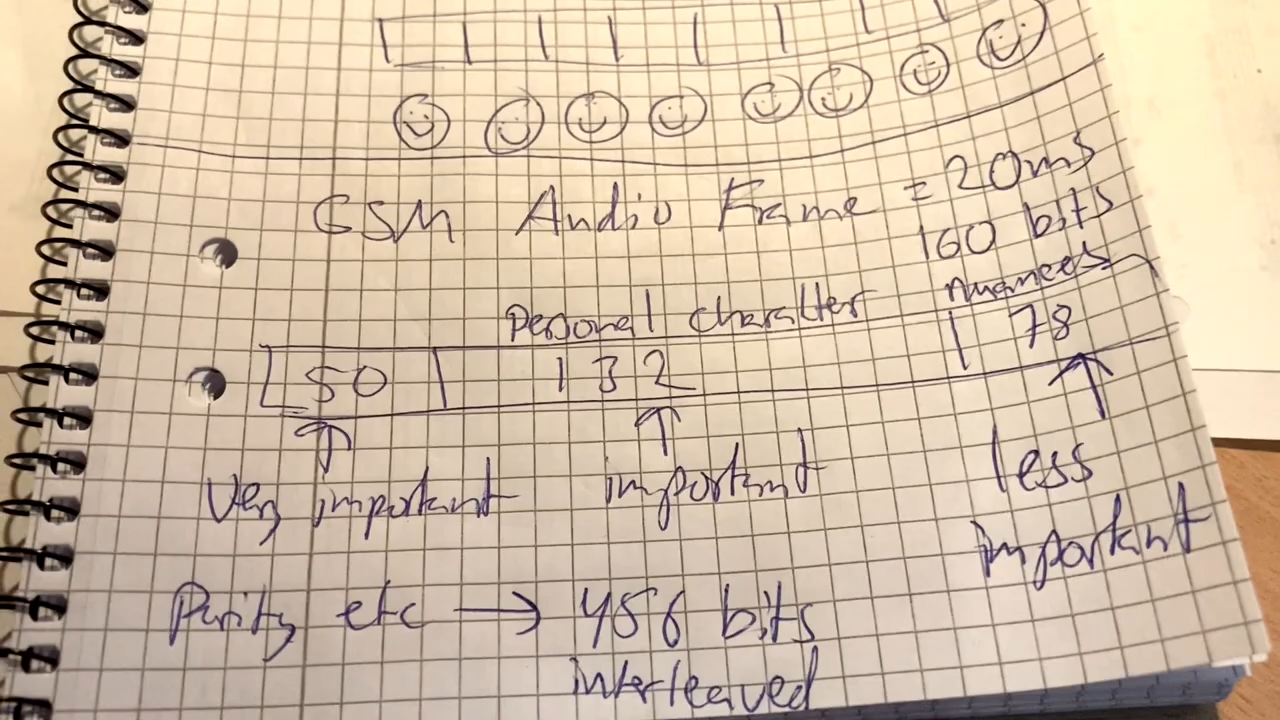 GSM Audio Frame = 20ms
160 bits
Personal character nuances
50 132 78
Very important important less
important
Parity etc → 456 bits
interleaved